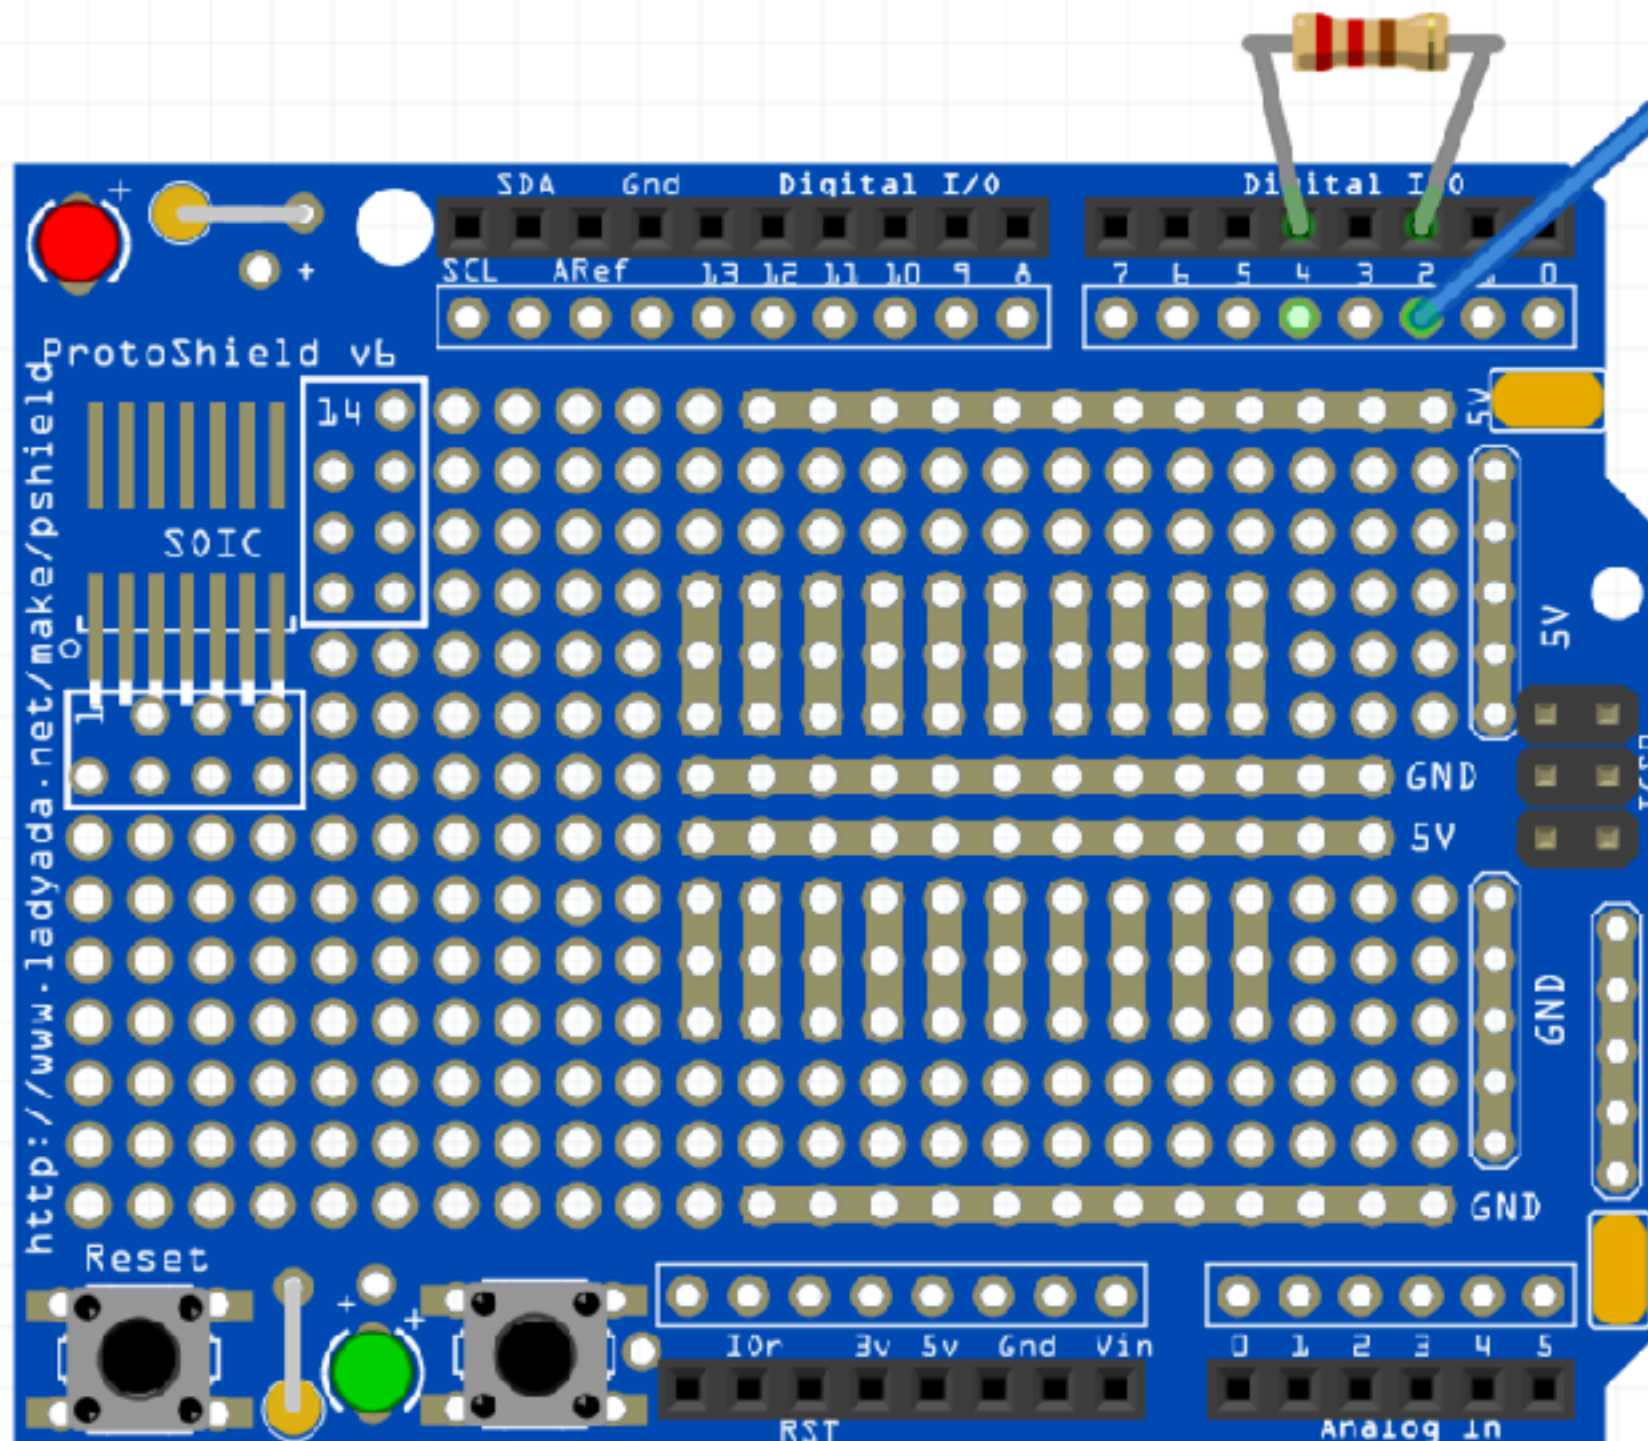 +
SDA Gnd Digital I/O Digital I/O
SCL ARef 13 12 11 10 9 8 7 6 5 4 3 2 0
+
ProtoShield v6
http://www.ladyada.net/make/pshield
14
5V
SOIC
5V
1
GND
5V
GND
GND
Reset
+
+
IOr 3v 5v Gnd Vin 0 1 2 3 4 5
RST
Analog In